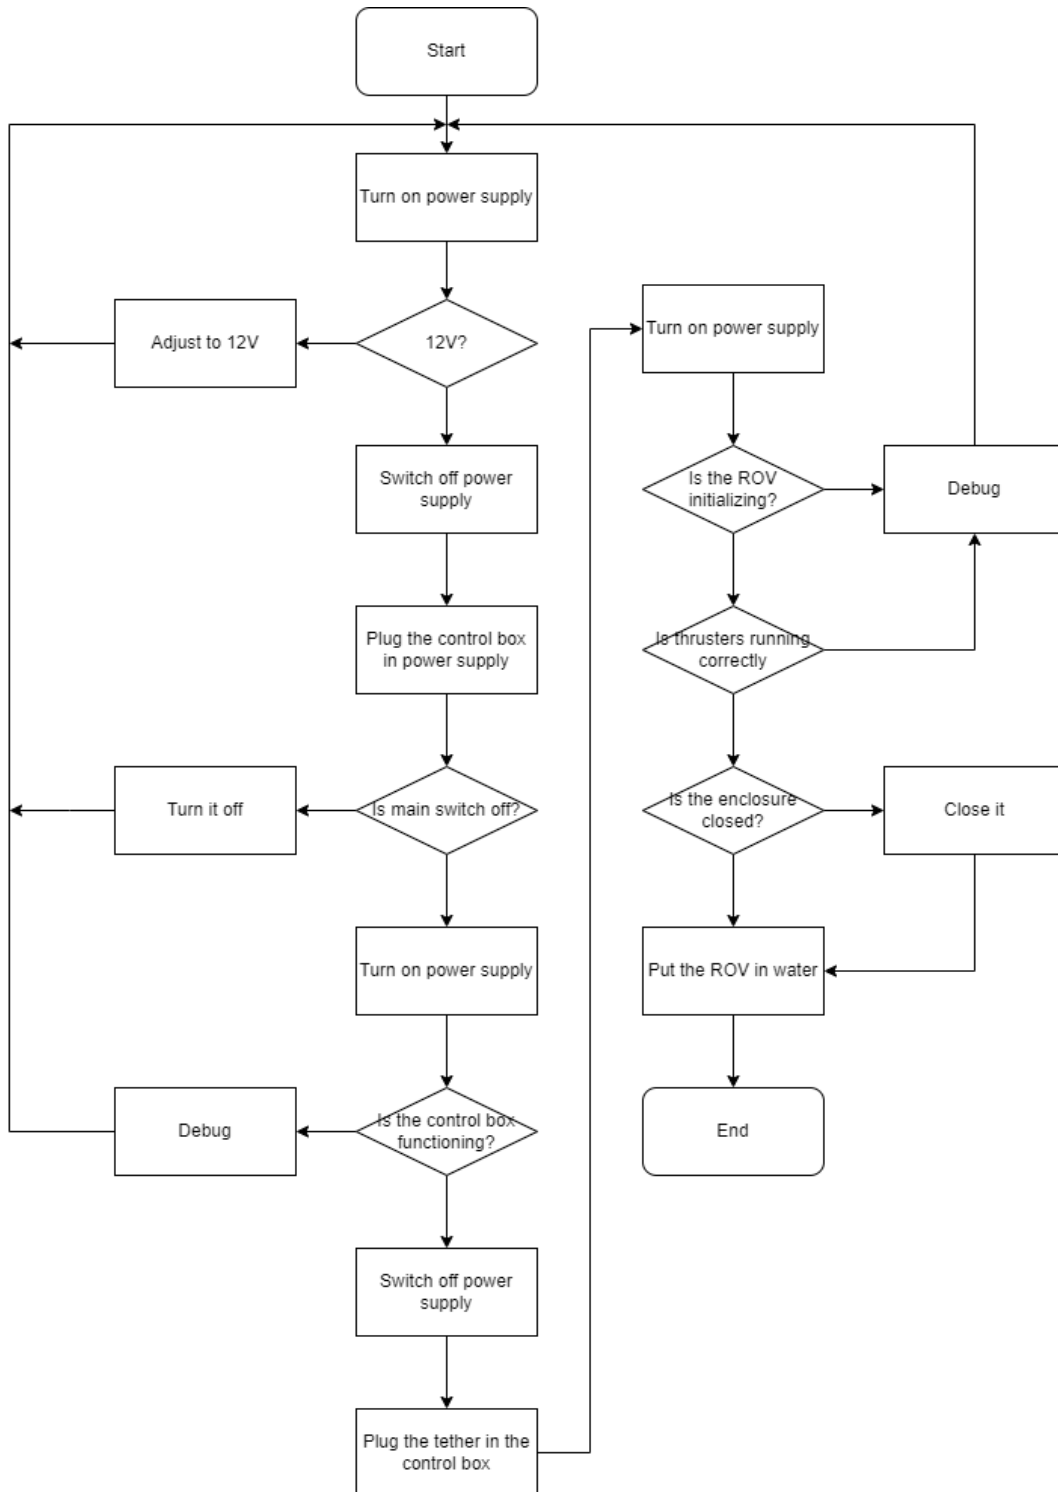 Start
Turn on power supply
Adjust to 12V
12V?
Switch off power
supply
Plug the control box
in power supply
Turn it off
Is main switch off?
Turn on power supply
Debug
Is the control box
functioning?
Switch off power
supply
Plug the tether in the
control box
Turn on power supply
Is the ROV
initializing?
Debug
Is thrusters running
correctly
Is the enclosure
closed?
Close it
Put the ROV in water
End